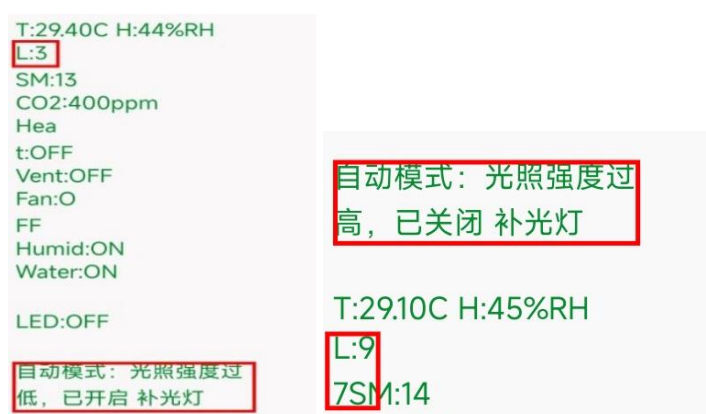 T:29.40C H:44%RH
L:3
SM:13
CO2:400ppm
Hea
t:OFF
Vent:OFF
Fan:O
FF
Humid:ON
Water:ON
LED:OFF
自动模式：光照强度过
低，已开启 补光灯
自动模式：光照强度过
高，已关闭 补光灯
T:29.10C H:45%RH
L:9
7SM:14